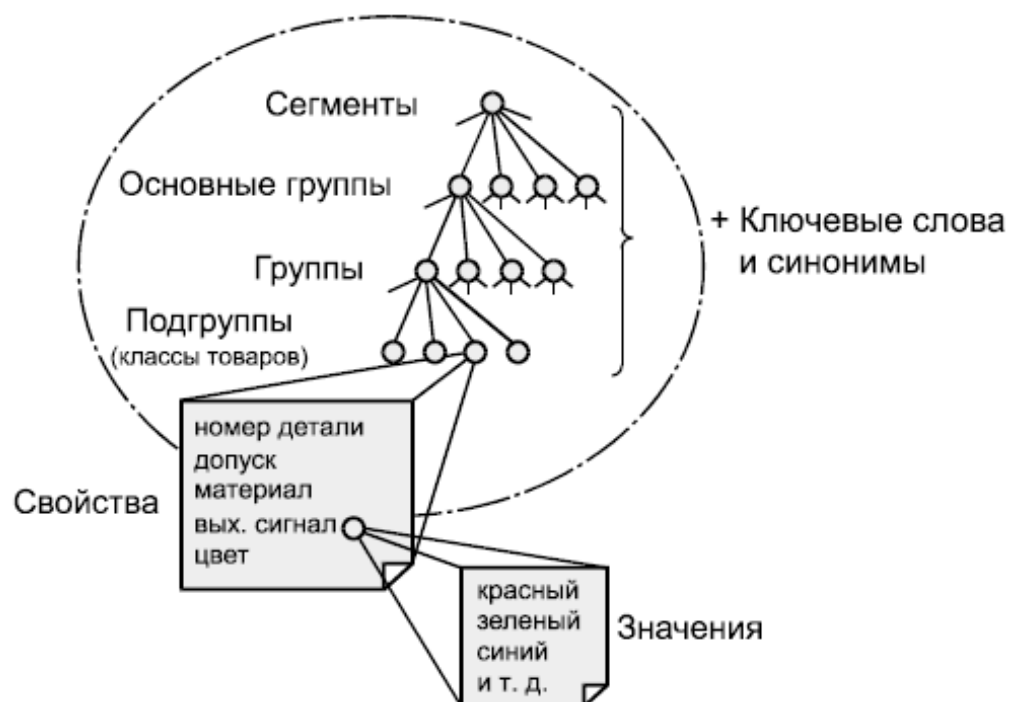 Сегменты
Основные группы
+ Ключевые слова
и синонимы
Группы
Подгруппы
(классы товаров)
Свойства
номер детали
допуск
материал
вых. сигнал
цвет
красный
зеленый
синий
и т. д.
Значения